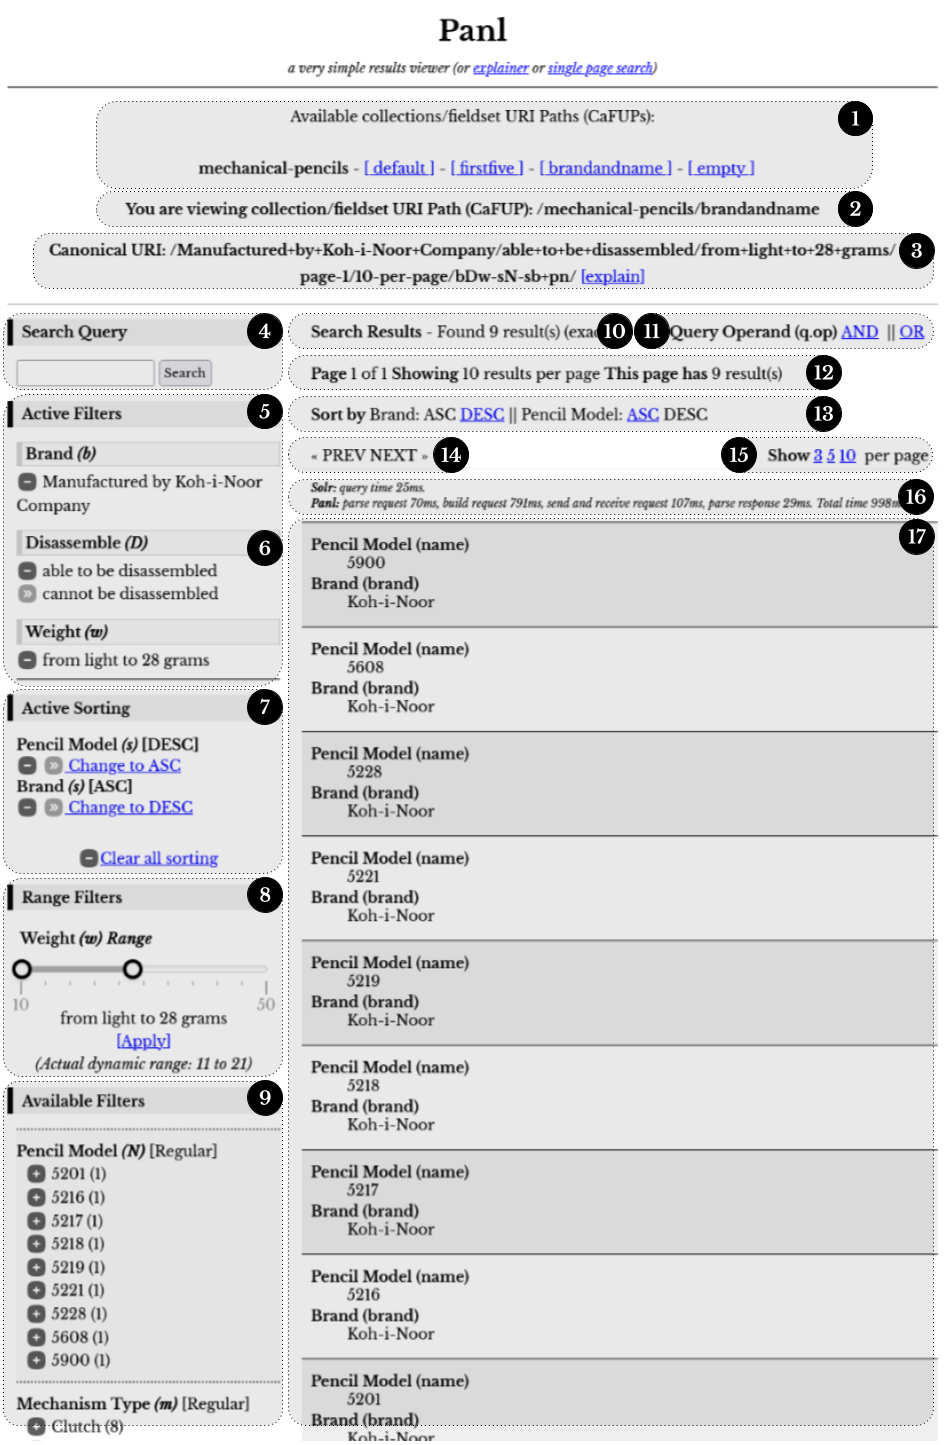 Panl
a very simple results viewer (or explainer or single page search)
Available collections/fieldset URI Paths (CaFUPs):
1
mechanical-pencils - [ default ] - [ firstfive ] - [ brandandname ] - [ empty ]
You are viewing collection/fieldset URI Path (CaFUP): /mechanical-pencils/brandandname
2
Canonical URI: /Manufactured+by+Koh-i-Noor+Company/able+to+be+disassembled/from+light+to+28+grams/
page-1/10-per-page/bDw-sN-sb+pn/ [explain]
3
Search Query
4
Search
Active Filters
5
Brand (b)
Manufactured by Koh-i-Noor
Company
Disassemble (D)
6
able to be disassembled
cannot be disassembled
Weight (w)
from light to 28 grams
Active Sorting
7
Pencil Model (s) [DESC]
Change to ASC
Brand (s) [ASC]
Change to DESC
Clear all sorting
Range Filters
8
Weight (w) Range
10
50
from light to 28 grams
[Apply]
(Actual dynamic range: 11 to 21)
Available Filters
9
Pencil Model (N) [Regular]
5201 (1)
5216 (1)
5217 (1)
5218 (1)
5219 (1)
5221 (1)
5228 (1)
5608 (1)
5900 (1)
Mechanism Type (m) [Regular]
Clutch (8)
Search Results - Found 9 result(s) 
10
11
Query Operand (q.op) AND || OR
Page 1 of 1 Showing 10 results per page This page has 9 result(s)
12
Sort by Brand: ASC DESC || Pencil Model: ASC DESC
13
« PREV NEXT »
14
15
Show 3 5 10 per page
Solr: query time 25ms.
Panl: parse request 70ms, build request 791ms, send and receive request 107ms, parse response 29ms. Total time
16
17
Pencil Model (name)
5900
Brand (brand)
Koh-i-Noor
Pencil Model (name)
5608
Brand (brand)
Koh-i-Noor
Pencil Model (name)
5228
Brand (brand)
Koh-i-Noor
Pencil Model (name)
5221
Brand (brand)
Koh-i-Noor
Pencil Model (name)
5219
Brand (brand)
Koh-i-Noor
Pencil Model (name)
5218
Brand (brand)
Koh-i-Noor
Pencil Model (name)
5217
Brand (brand)
Koh-i-Noor
Pencil Model (name)
5216
Brand (brand)
Koh-i-Noor
Pencil Model (name)
5201
Brand (brand)
Koh-i-Noor